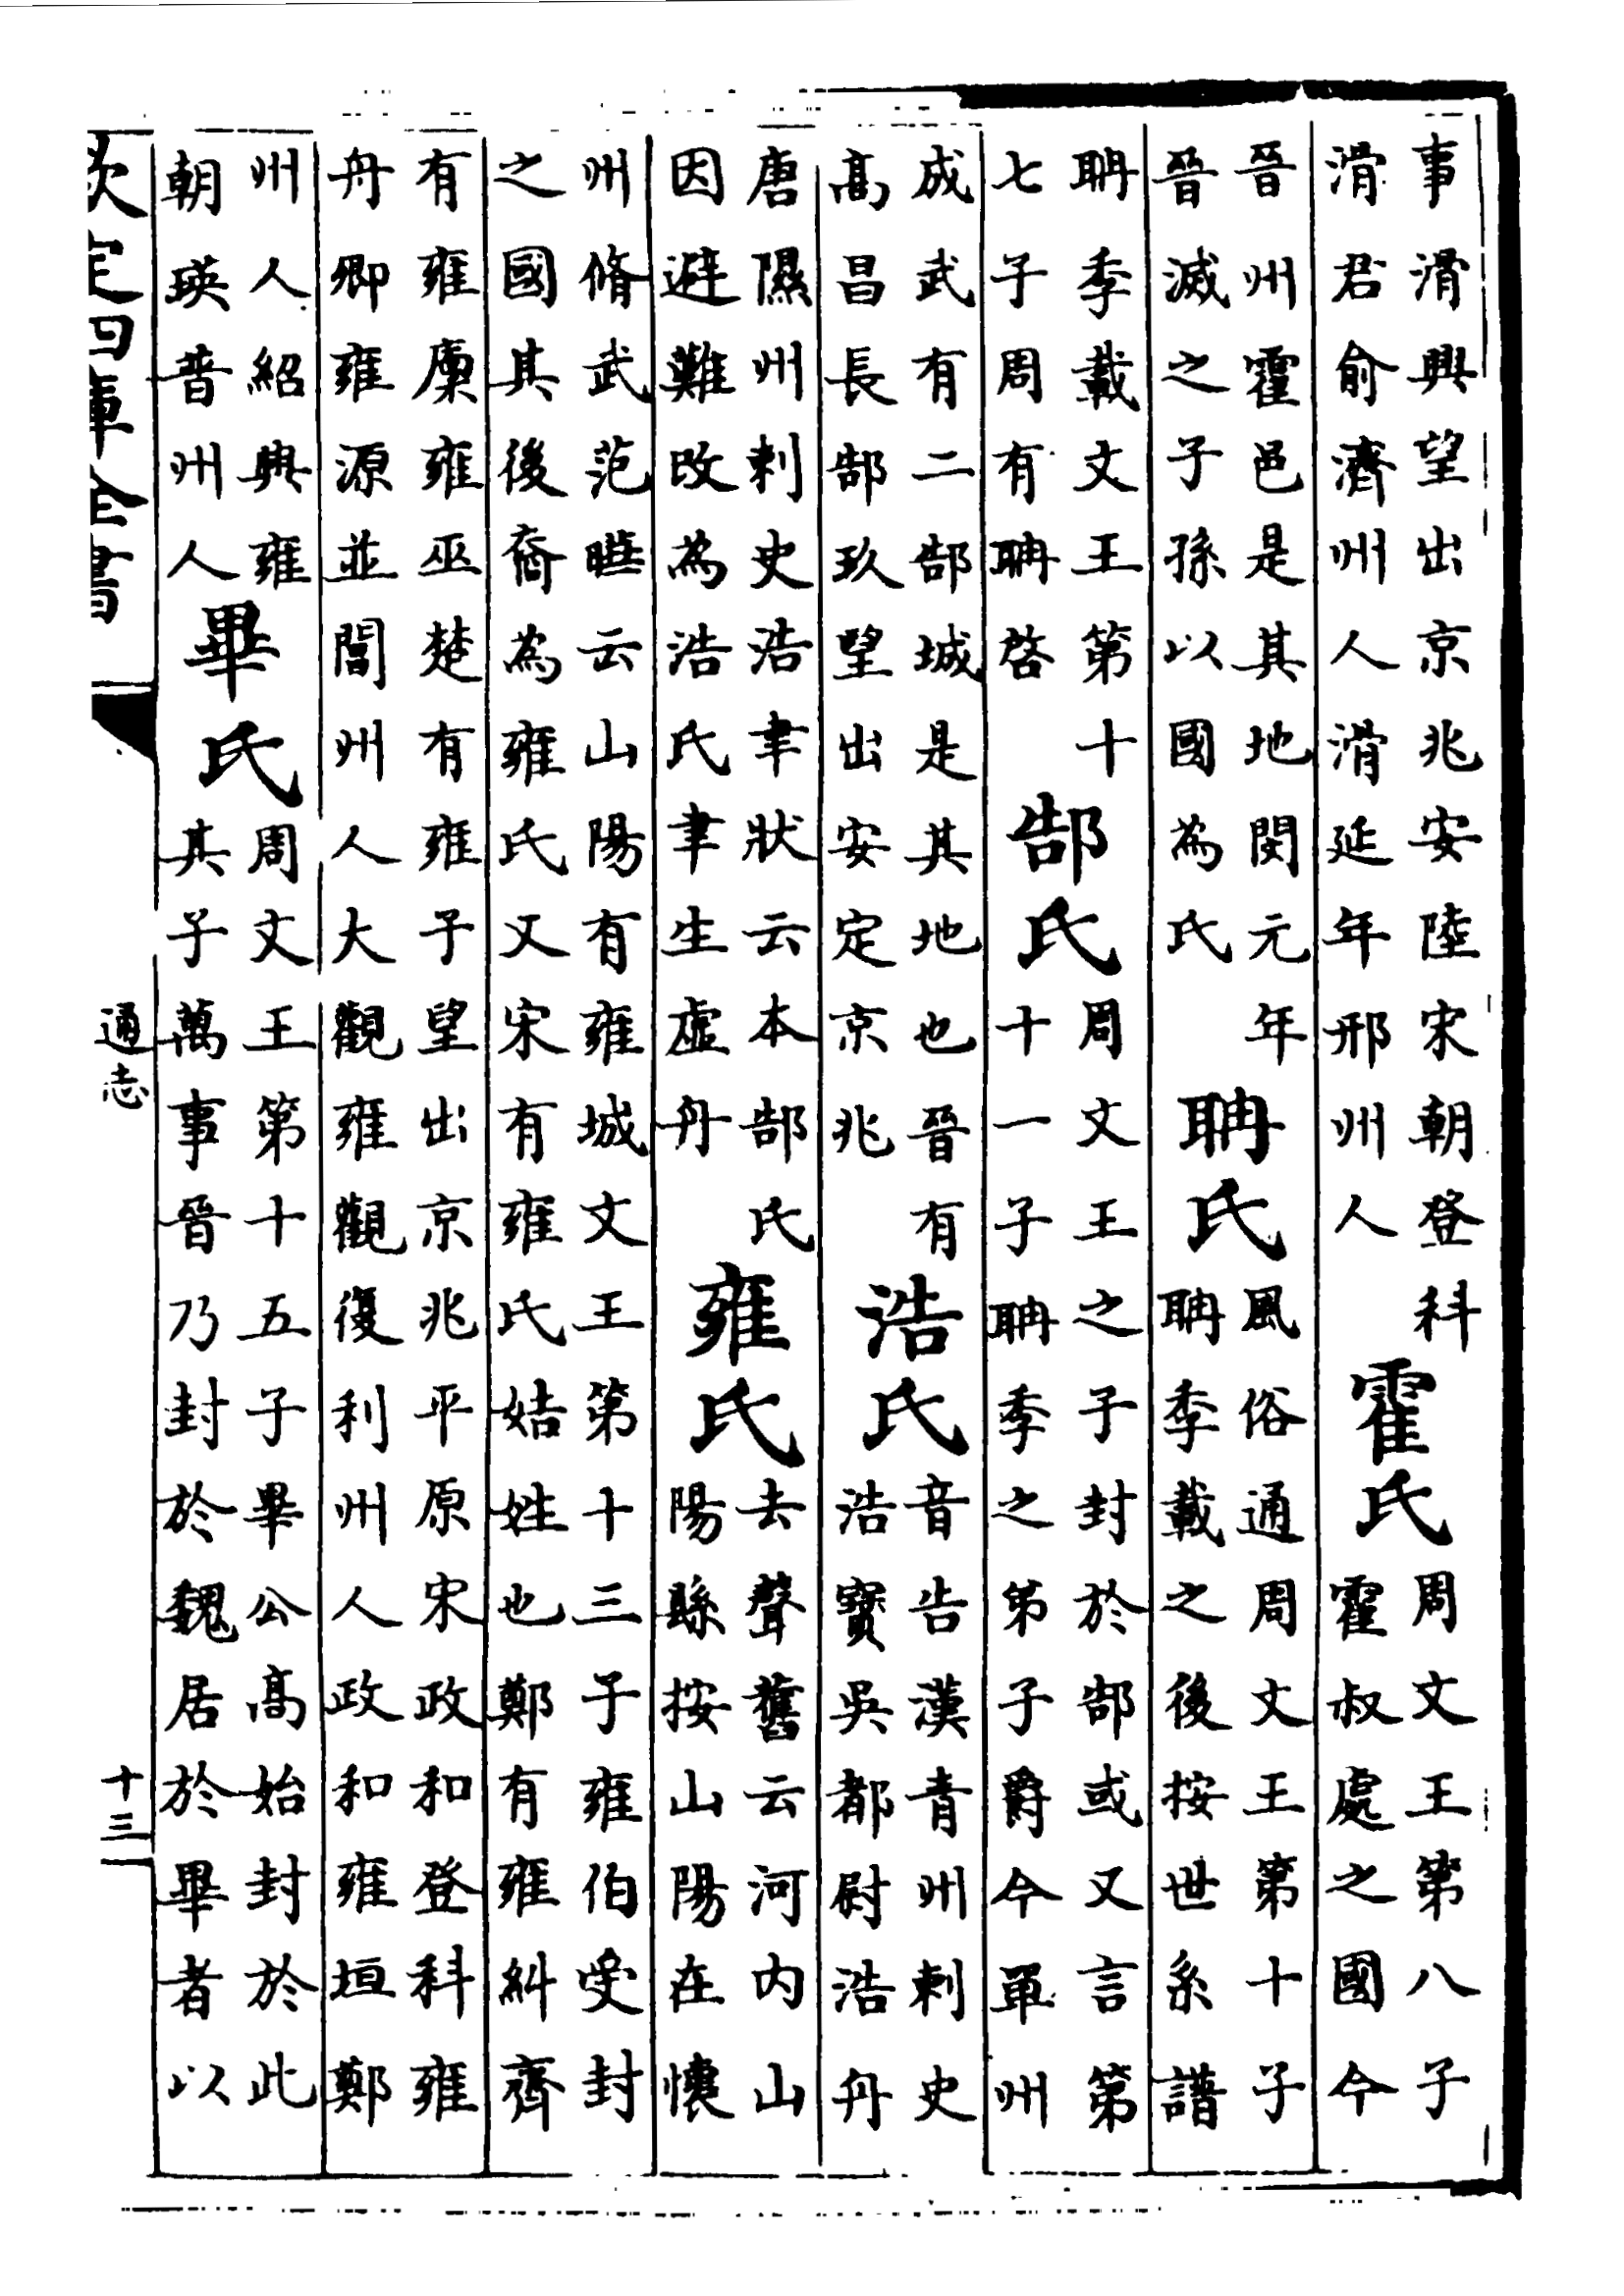 事滑興望出京兆安陸宋朝登科
滑君俞濟州人滑延年邢州人
霍氏
周文王第八子
霍叔處之國今
晉州霍邑是其地閔元年
晉滅之子孫以國為氏
聃氏
風俗通周文王第十子
聃季載之後按世系譜
聃季載文王第十
七子周有聃啓
郜氏
周文王之子封於郜或又言第
十一子聃季之第子爵今單州
成武有二郜城是其地也晉有
高昌長郜玖望出安定京兆
浩氏
音告漢青州刺史
浩寳吳都尉浩舟
唐隰州刺史浩聿狀云本郜氏
因避難改為浩氏聿生虛舟
雍氏
去聲舊云河内山
陽縣按山陽在懷
州脩武范曄云山陽有雍城文王第十三子雍伯受封
之國其後裔為雍氏又宋有雍氏姞姓也鄭有雍糾齊
有雍廩雍巫楚有雍子望出京兆平原宋政和登科雍
舟卿雍源並閬州人大觀雍觀復利州人政和雍垣鄭
州人紹興雍
朝瑛普州人
畢氏
周文王第十五子畢公高始封於此
其子萬事晉乃封於魏居於畢者以
欽定四庫全書
通志
十三